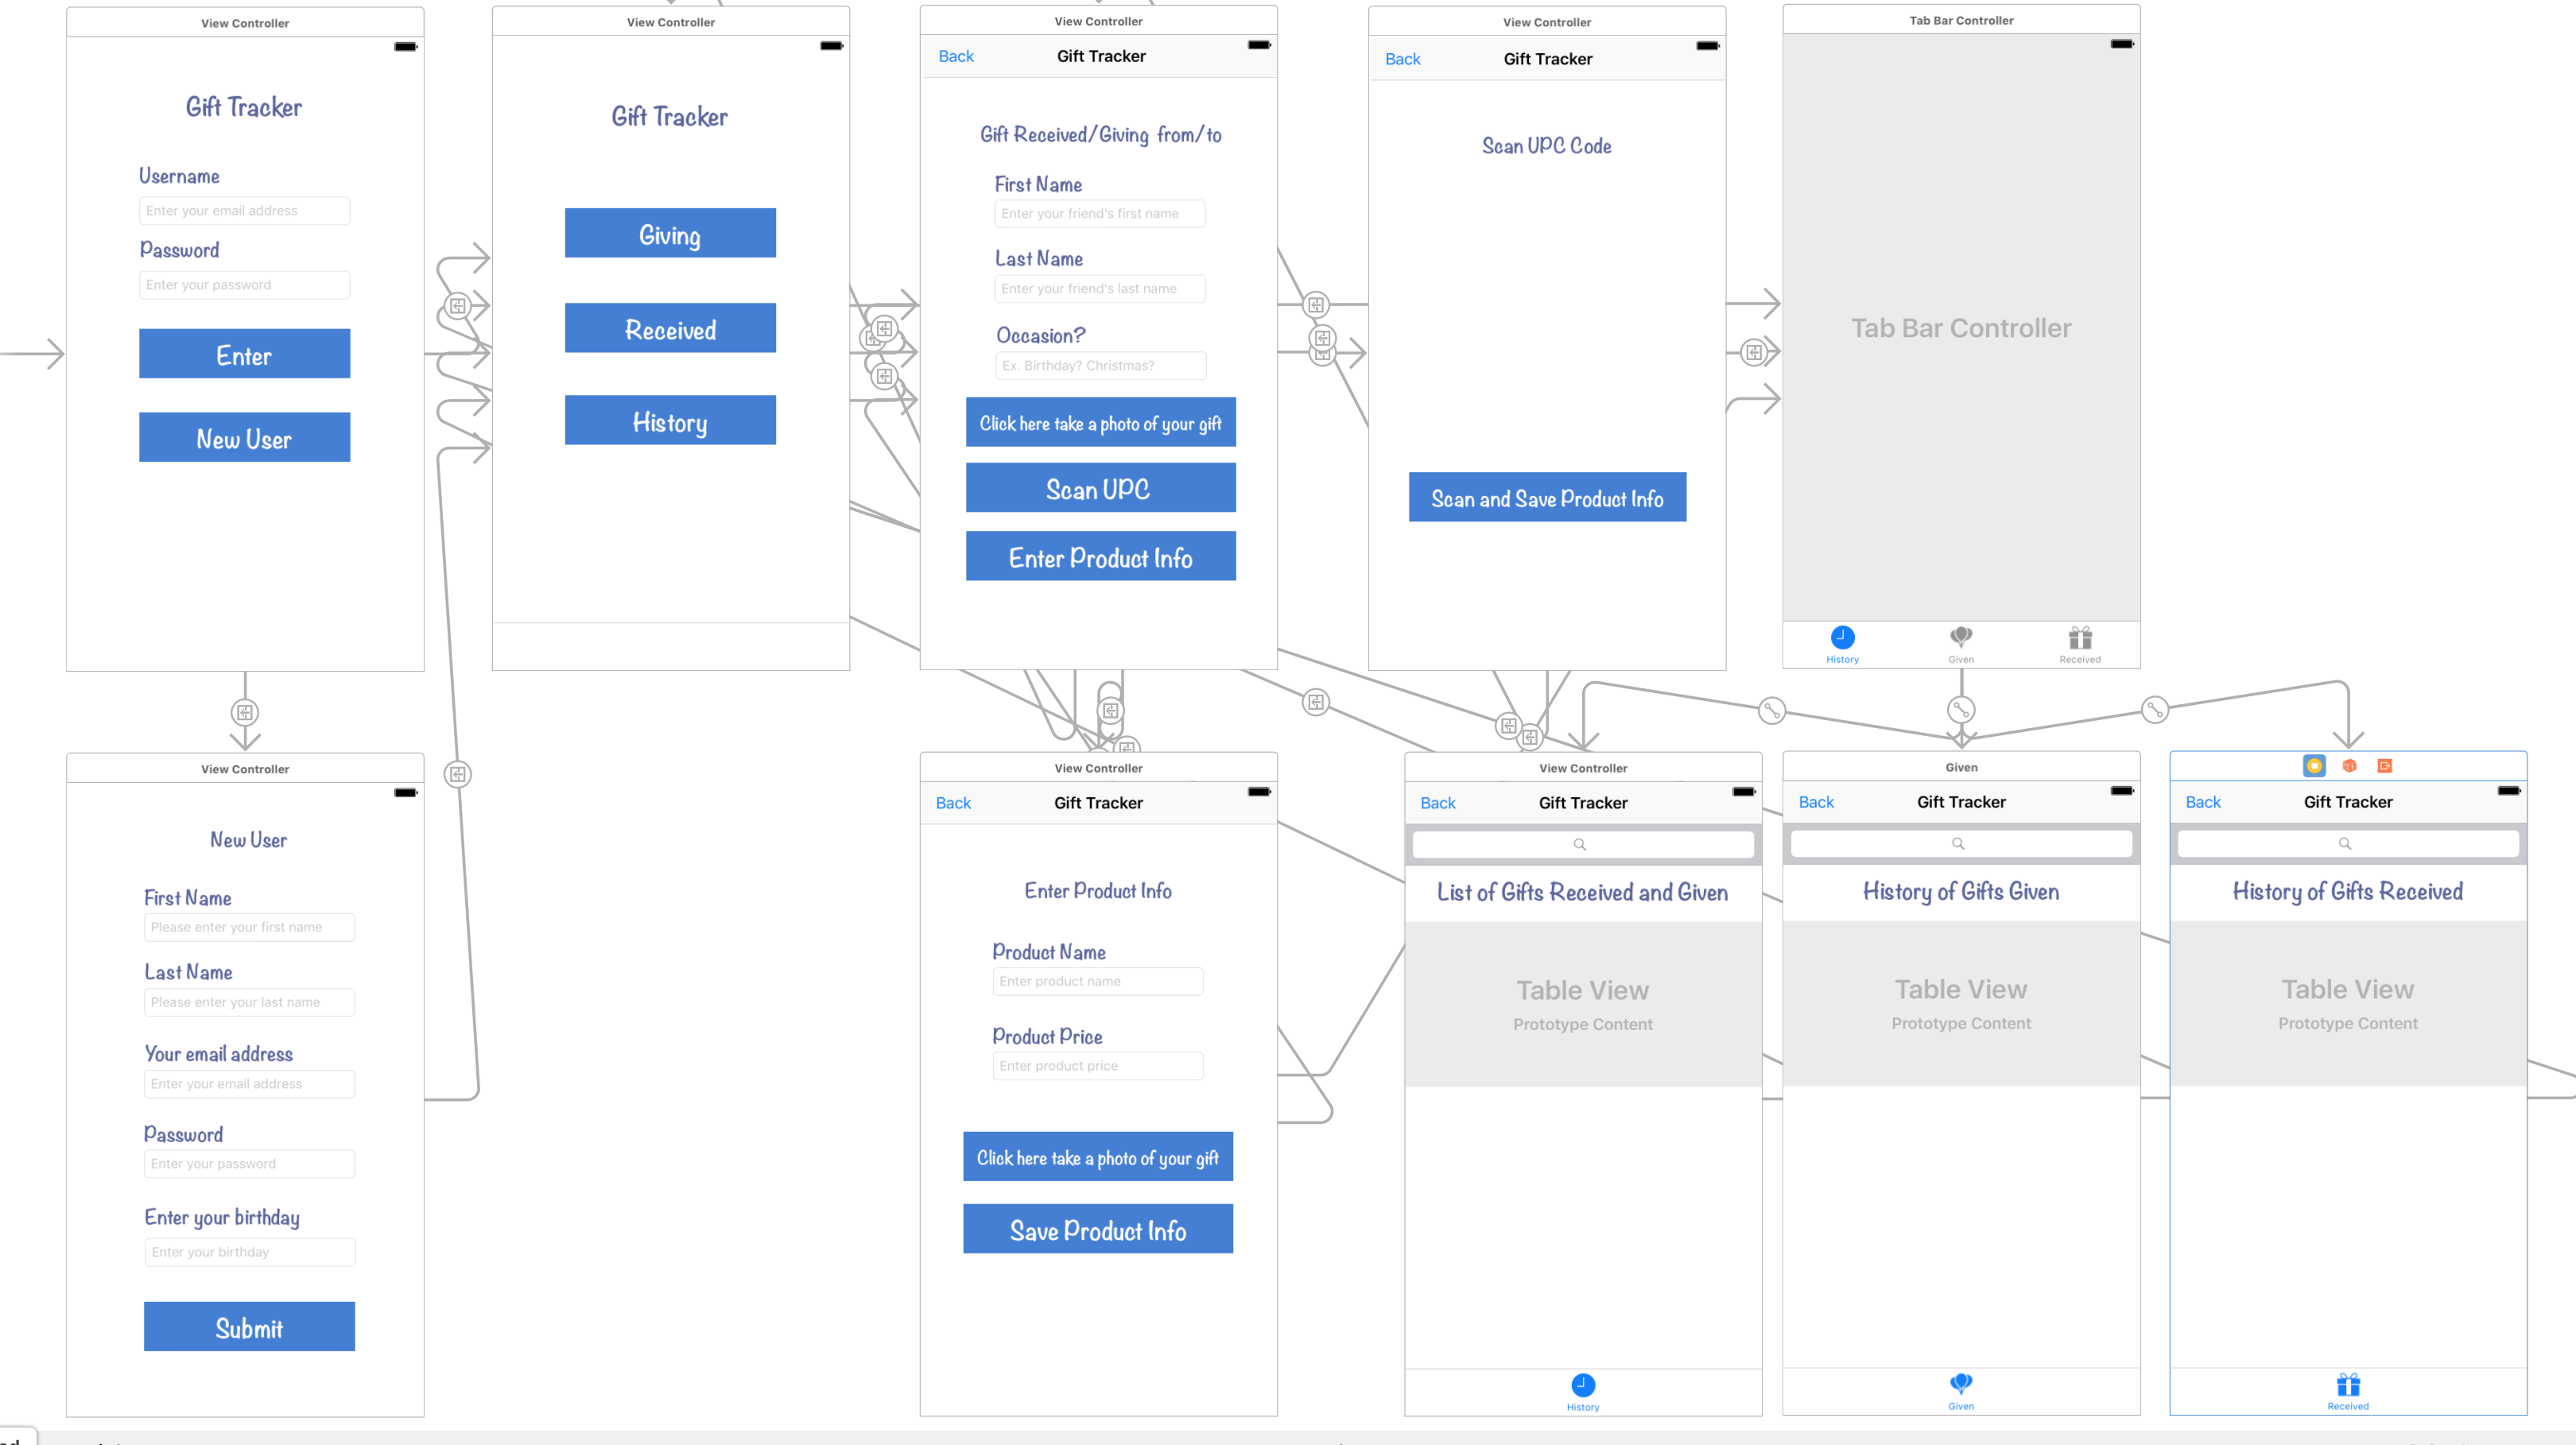 View Controller
Gift Tracker
Username
Enter your email address
Password
Enter your password
Enter
New User
View Controller
Gift Tracker
Giving
Received
History
View Controller
Back
Gift Tracker
Gift Received/Giving from/to
First Name
Enter your friend's first name
Last Name
Enter your friend's last name
Occasion?
Ex. Birthday? Christmas?
Click here take a photo of your gift
Scan UPC
Enter Product Info
View Controller
Back
Gift Tracker
Scan UPC Code
Scan and Save Product Info
Tab Bar Controller
Tab Bar Controller
History
Given
Received
View Controller
New User
First Name
Please enter your first name
Last Name
Please enter your last name
Your email address
Enter your email address
Password
Enter your password
Enter your birthday
Enter your birthday
Submit
View Controller
Back
Gift Tracker
Enter Product Info
Product Name
Enter product name
Product Price
Enter product price
Click here take a photo of your gift
Save Product Info
View Controller
Back
Gift Tracker
List of Gifts Received and Given
Table View
Prototype Content
History
Given
Back
Gift Tracker
History of Gifts Given
Table View
Prototype Content
Given
Back
Gift Tracker
History of Gifts Received
Table View
Prototype Content
Received